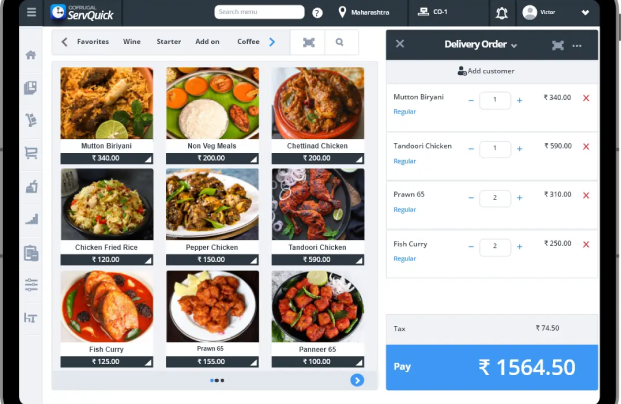 GOFRUGAL
ServQuick
Search menu
?
Maharashtra
CO-1
Victor
Favorites Wine Starter Add on Coffee
Delivery Order
Add customer
Mutton Biriyani
₹ 340.00
Non Veg Meals
₹ 200.00
Chettinad Chicken
₹ 200.00
Chicken Fried Rice
₹ 120.00
Pepper Chicken
₹ 150.00
Tandoori Chicken
₹ 590.00
Fish Curry
₹ 125.00
Prawn 65
₹ 155.00
Panneer 65
₹ 100.00
Mutton Biryani − 1 + ₹ 340.00 X
Regular
Tandoori Chicken − 1 + ₹ 590.00 X
Regular
Prawn 65 − 2 + ₹ 310.00 X
Regular
Fish Curry − 2 + ₹ 250.00 X
Regular
Tax ₹ 74.50
Pay ₹ 1564.50